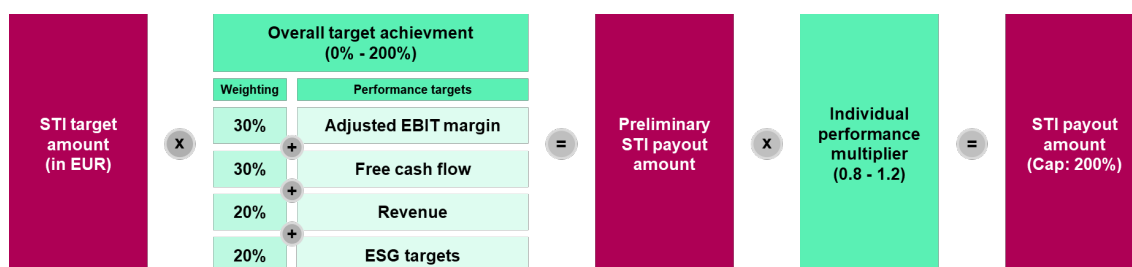 Overall target achievment
(0% - 200%)
Weighting
Performance targets
STI target
amount
(in EUR)
x
30%
Adjusted EBIT margin
+
30%
Free cash flow
+
20%
Revenue
+
20%
ESG targets
=
Preliminary
STI payout
amount
x
Individual
performance
multiplier
(0.8 - 1.2)
=
STI payout
amount
(Cap: 200%)